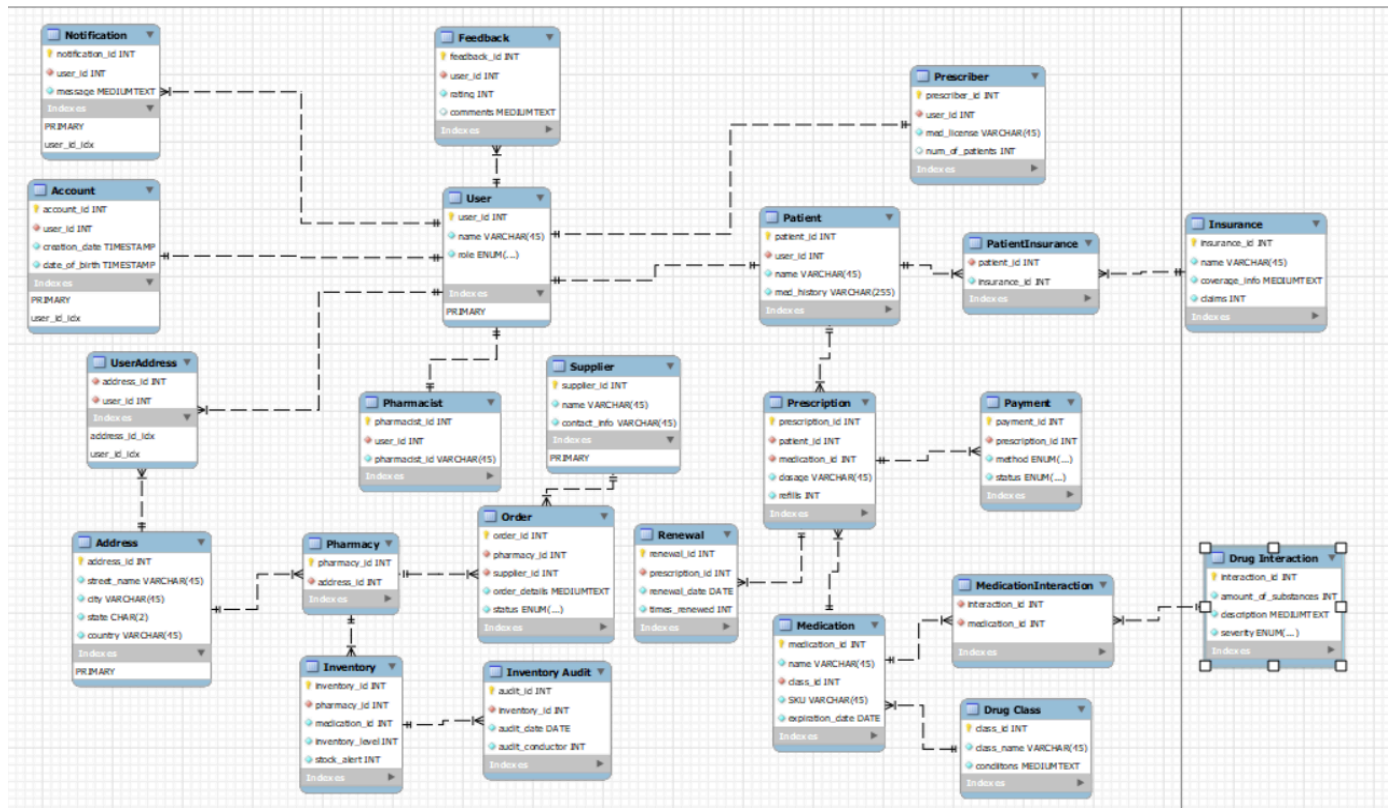 Notification
notification_id INT
user_id INT
message MEDIUMTEXT
Indexes
PRIMARY
user_id_idx
Feedback
feedback_id INT
user_id INT
rating INT
comments MEDIUMTEXT
Indexes
Prescriber
prescriber_id INT
user_id INT
med_license VARCHAR(45)
num_of_patients INT
Indexes
Account
account_id INT
user_id INT
creation_date TIMESTAMP
date_of_birth TIMESTAMP
Indexes
PRIMARY
user_id_idx
User
user_id INT
name VARCHAR(45)
role ENUM(...)
Indexes
PRIMARY
Patient
patient_id INT
user_id INT
name VARCHAR(45)
med_history VARCHAR(255)
Indexes
PatientInsurance
patient_id INT
insurance_id INT
Indexes
Insurance
insurance_id INT
name VARCHAR(45)
coverage_info MEDIUMTEXT
claims INT
Indexes
UserAddress
address_id INT
user_id INT
Indexes
address_id_idx
user_id_idx
Pharmacist
pharmacist_id INT
user_id INT
pharmacist_id VARCHAR(45)
Indexes
Supplier
supplier_id INT
name VARCHAR(45)
contact_info VARCHAR(45)
Indexes
PRIMARY
Prescription
prescription_id INT
patient_id INT
medication_id INT
dosage VARCHAR(45)
refills INT
Indexes
Payment
payment_id INT
prescription_id INT
method ENUM(...)
status ENUM(...)
Indexes
Address
address_id INT
street_name VARCHAR(45)
city VARCHAR(45)
state CHAR(2)
country VARCHAR(45)
Indexes
PRIMARY
Pharmacy
pharmacy_id INT
address_id INT
Indexes
Order
order_id INT
pharmacy_id INT
supplier_id INT
order_details MEDIUMTEXT
status ENUM(...)
Indexes
Renewal
renewal_id INT
prescription_id INT
renewal_date DATE
times_renewed INT
Indexes
MedicationInteraction
interaction_id INT
medication_id INT
Indexes
Drug Interaction
interaction_id INT
amount_of_substances INT
description MEDIUMTEXT
severity ENUM(...)
Indexes
Inventory
inventory_id INT
pharmacy_id INT
medication_id INT
inventory_level INT
stock_alert INT
Indexes
Inventory Audit
audit_id INT
inventory_id INT
audit_date DATE
audit_conductor INT
Indexes
Medication
medication_id INT
name VARCHAR(45)
class_id INT
SKU VARCHAR(45)
expiration_date DATE
Indexes
Drug Class
class_id INT
class_name VARCHAR(45)
conditons MEDIUMTEXT
Indexes